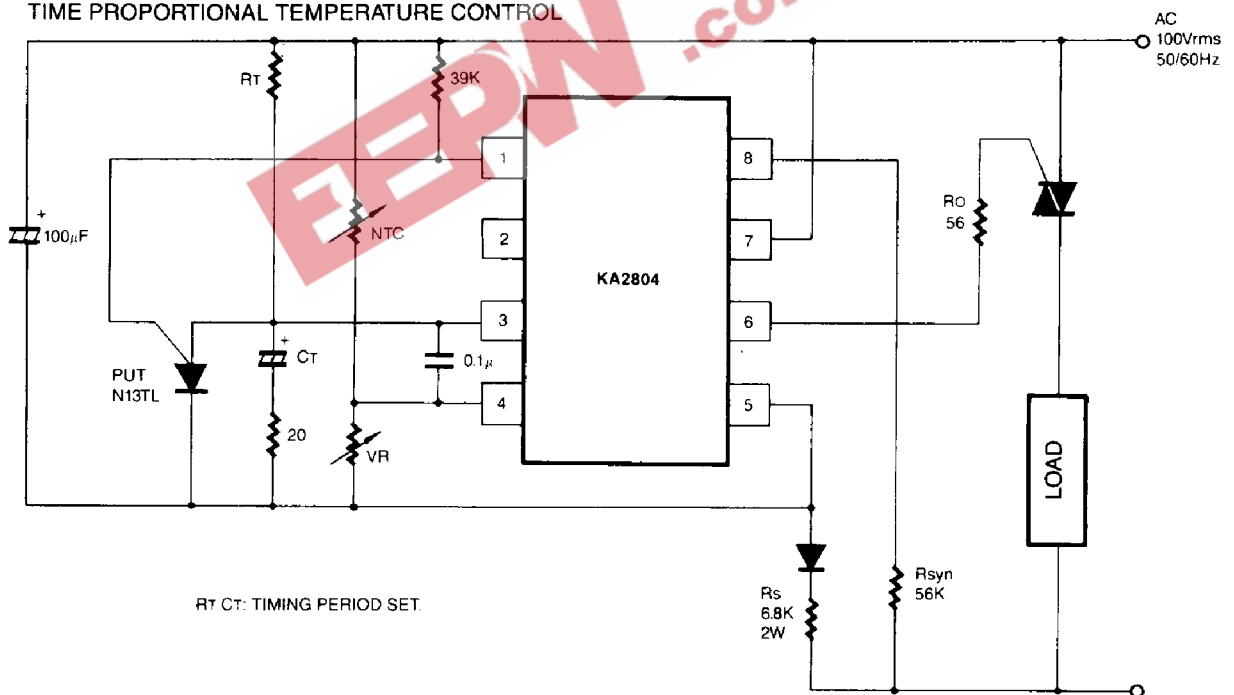 TIME PROPORTIONAL TEMPERATURE CONTROL
EEPW.com
AC
100Vrms
50/60Hz
RT
39K
1
8
100μF
+
NTC
2
7
RO
56
KA2804
3
6
+
CT
0.1μ
PUT
N13TL
4
5
20
VR
LOAD
RT CT: TIMING PERIOD SET.
Rs
6.8K
2W
Rsyn
56K